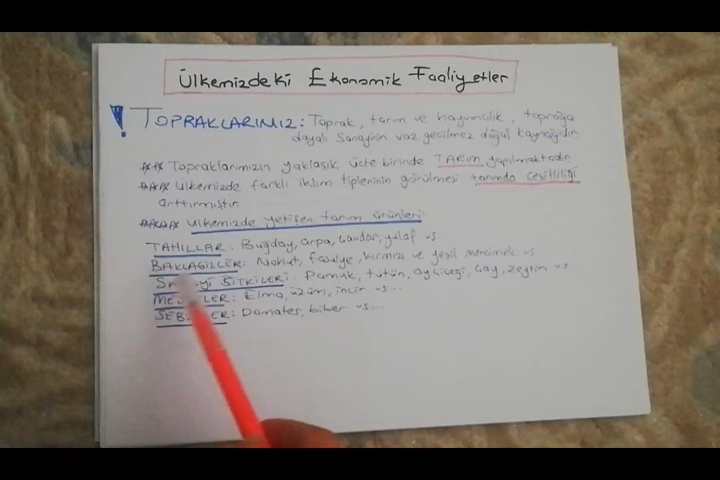 Ülkemizdeki Ekonomik Faaliyetler
! TOPRAKLARIMIZ: Toprak, tarım ve hayvancılık, toprağa
dayalı sanayinin vaz geçilmez doğal kaynağıdır.
*** Topraklarımızın yaklaşık üçte birinde TARIM yapılmaktadır.
*** Ülkemizde farklı iklim tiplerinin görülmesi tarımda çeşitliliği
arttırmıştır.
*** Ülkemizde yetişen tarım ürünleri:
TAHILLAR: Buğday, arpa, çavdar, yulaf vs
BAKLAGİLLER: Nohut, fasulye, kırmızı ve yeşil mercimek vs
BİTKİLERİ: Pamuk, tütün, ayçiçeği, çay, zeytin vs
Elma, üzüm, incir vs...
Domates, biber vs...